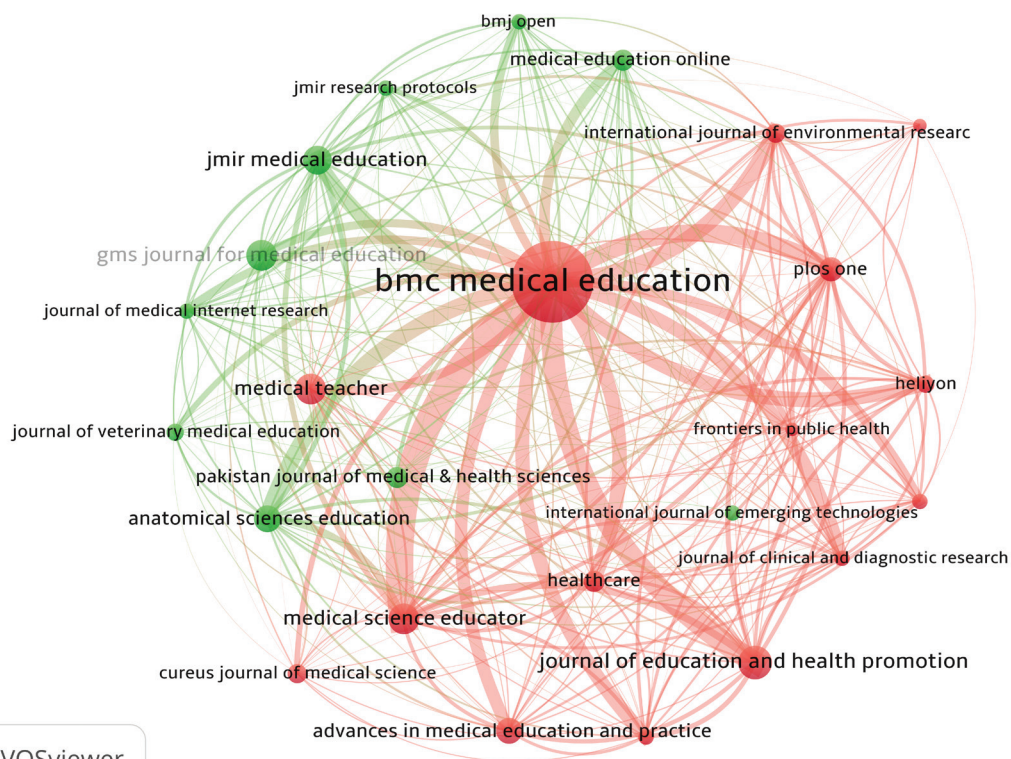 bmj open
medical education online
jmir research protocols
international journal of environmental researc
jmir medical education
gms journal for medical education
plos one
bmc medical education
journal of medical internet research
heliyon
medical teacher
frontiers in public health
journal of veterinary medical education
pakistan journal of medical & health sciences
international journal of emerging technologies
anatomical sciences education
journal of clinical and diagnostic research
healthcare
medical science educator
journal of education and health promotion
cureus journal of medical science
advances in medical education and practice
VOSviewer